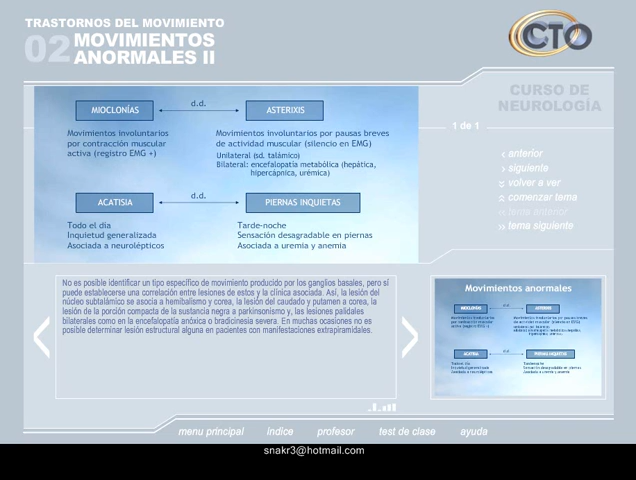 TRASTORNOS DEL MOVIMIENTO
02 MOVIMIENTOS
ANORMALES II
CTO
CURSO DE
NEUROLOGÍA
1 de 1
anterior
siguiente
volver a ver
comenzar tema
tema anterior
tema siguiente
MIOCLONÍAS
d.d.
ASTERIXIS
Movimientos involuntarios
por contracción muscular
activa (registro EMG +)
Movimientos involuntarios por pausas breves
de actividad muscular (silencio en EMG)
Unilateral (sd. talámico)
Bilateral: encefalopatía metabólica (hepática,
hipercápnica, urémica)
ACATISIA
d.d.
PIERNAS INQUIETAS
Todo el día
Inquietud generalizada
Asociada a neurolépticos
Tarde-noche
Sensación desagradable en piernas
Asociada a uremia y anemia
No es posible identificar un tipo específico de movimiento producido por los ganglios basales, pero sí
puede establecerse una correlación entre lesiones de estos y la clínica asociada. Así, la lesión del
núcleo subtalámico se asocia a hemibalismo y corea, la lesión del caudado y putamen a corea, la
lesión de la porción compacta de la sustancia negra a parkinsonismo y, las lesiones palidales
bilaterales como en la encefalopatía anóxica o bradicinesia severa. En muchas ocasiones no es
posible determinar lesión estructural alguna en pacientes con manifestaciones extrapiramidales.
Movimientos anormales
MIOCLONÍAS
ASTERIXIS
ACATISIA
PIERNAS INQUIETAS
menu principal
índice
profesor
test de clase
ayuda
snakr3@hotmail.com